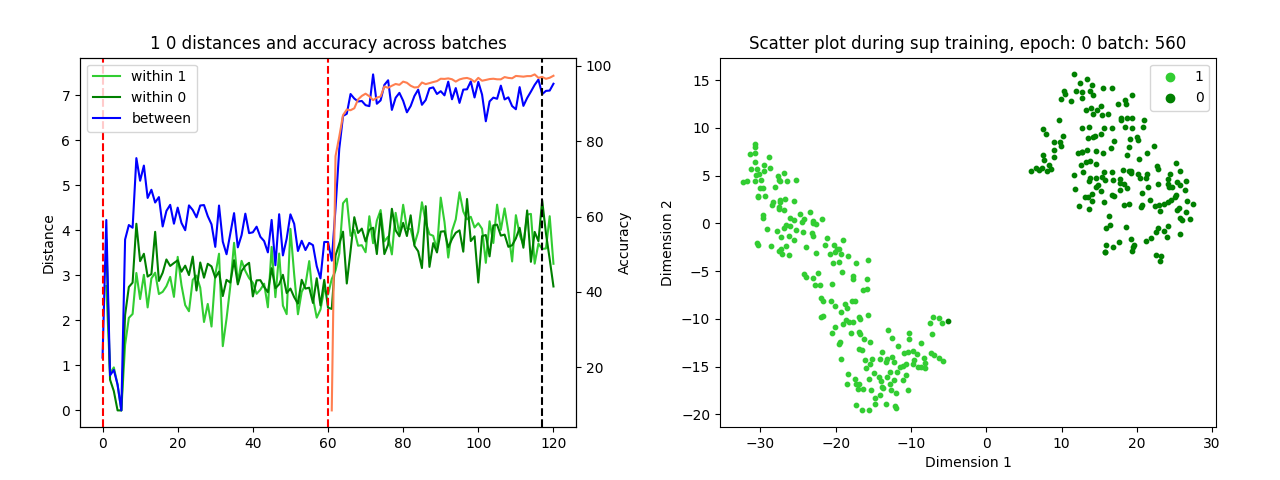 1 0 distances and accuracy across batches
within 1
within 0
between
Distance
7
6
5
4
3
2
1
0
100
80
60
40
20
Accuracy
0 20 40 60 80 100 120
Scatter plot during sup training, epoch: 0 batch: 560
1
0
Dimension 2
15
10
5
0
−5
−10
−15
−20
−30 −20 −10 0 10 20 30
Dimension 1